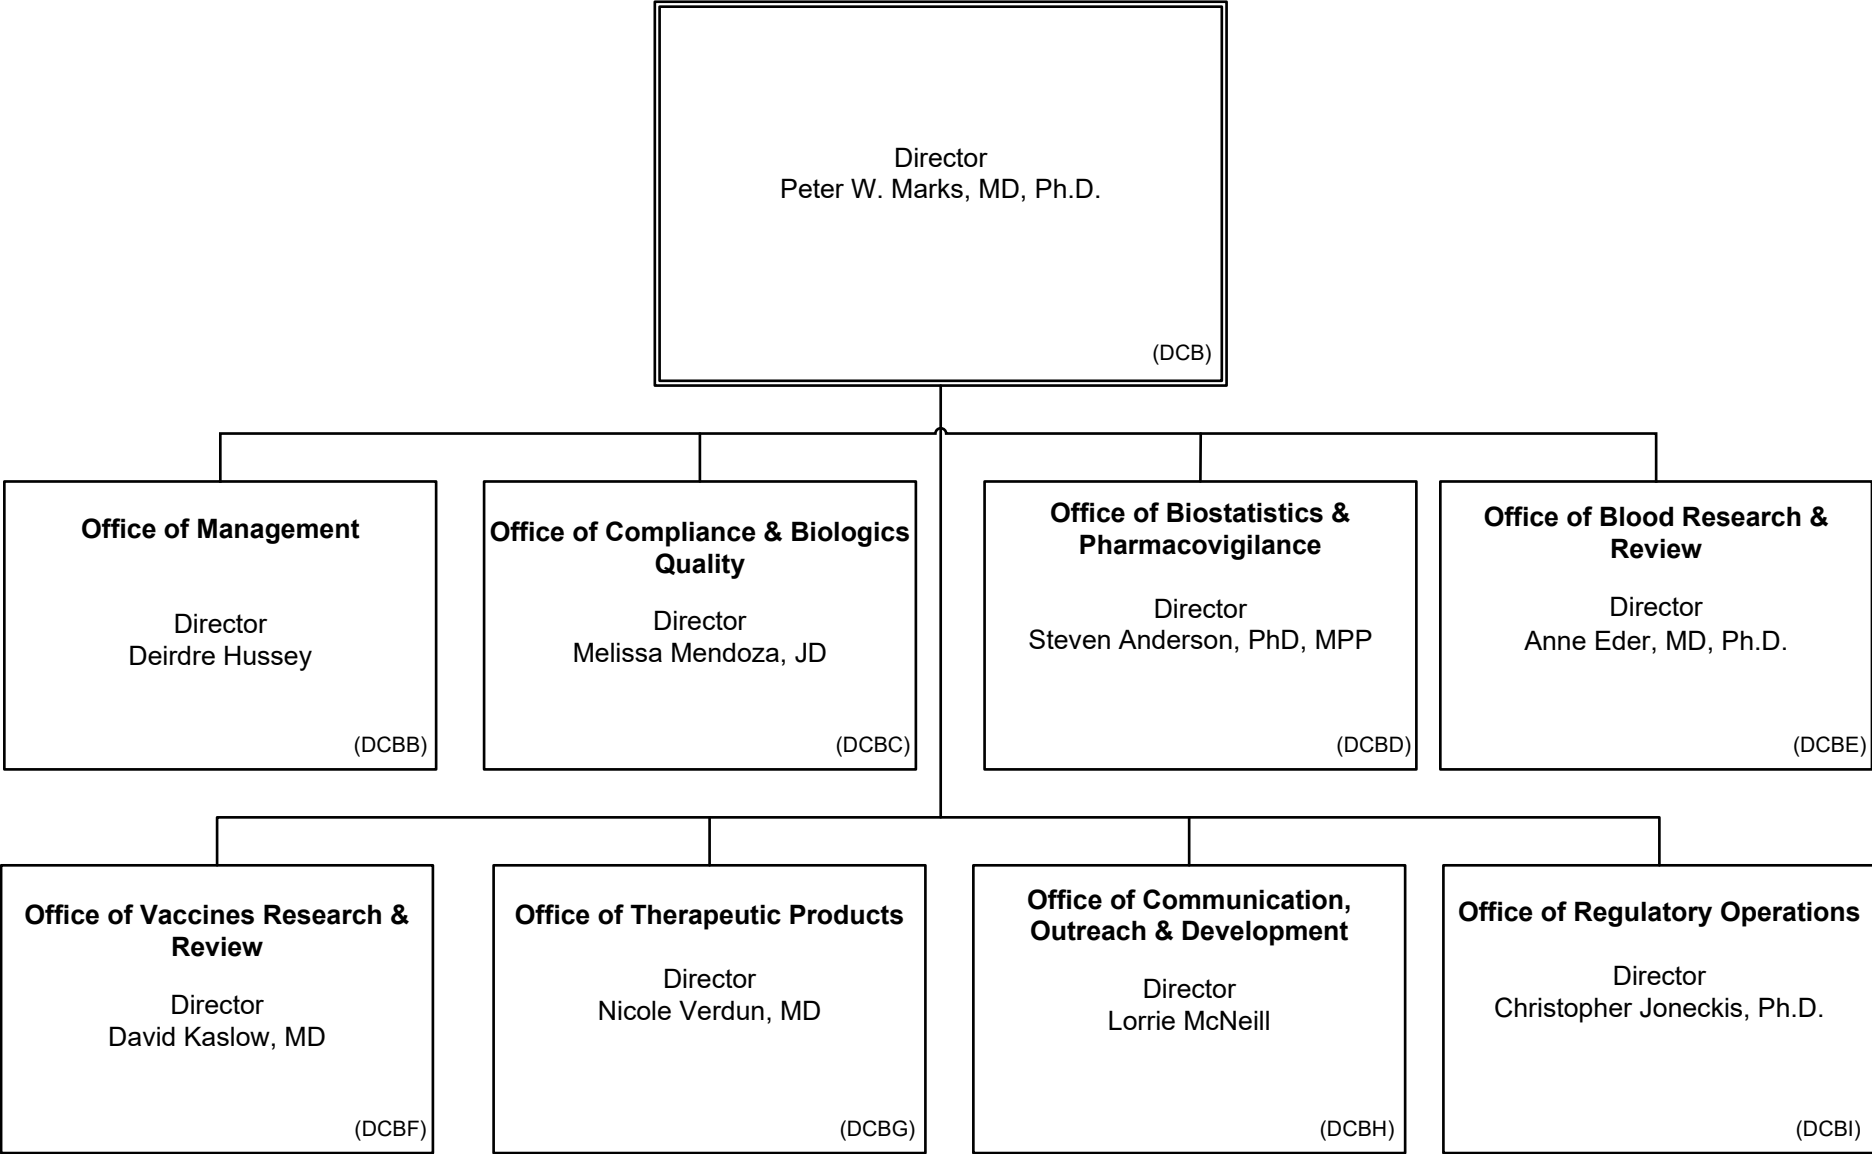 Director
Peter W. Marks, MD, Ph.D.
(DCB)
Office of Management
Director
Deirdre Hussey
(DCBB)
Office of Compliance & Biologics
Quality
Director
Melissa Mendoza, JD
(DCBC)
Office of Biostatistics &
Pharmacovigilance
Director
Steven Anderson, PhD, MPP
(DCBD)
Office of Blood Research &
Review
Director
Anne Eder, MD, Ph.D.
(DCBE)
Office of Vaccines Research &
Review
Director
David Kaslow, MD
(DCBF)
Office of Therapeutic Products
Director
Nicole Verdun, MD
(DCBG)
Office of Communication,
Outreach & Development
Director
Lorrie McNeill
(DCBH)
Office of Regulatory Operations
Director
Christopher Joneckis, Ph.D.
(DCBI)